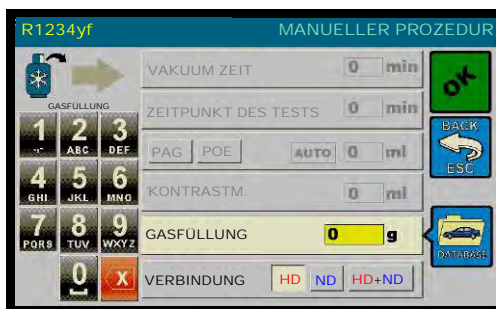 R1234yf MANUELLER PROZEDUR
VAKUUM ZEIT 0 min
OK
GASFÜLLUNG
ZEITPUNKT DES TESTS 0 min
1 2 ABC 3 DEF
PAG POE AUTO 0 ml
BACK
ESC
4 GHI 5 JKL 6 MNO
KONTRASTM. 0 ml
7 PQRS 8 TUV 9 WXYZ
GASFÜLLUNG 0 g
DATABASE
0 X
VERBINDUNG HD ND HD+ND